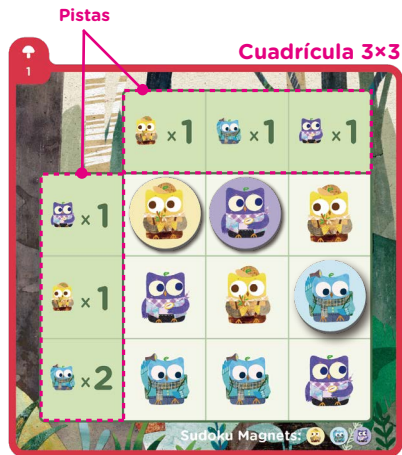 Pistas
Cuadrícula 3×3
1
×1 ×1 ×1
×1
×1
×2
Sudoku Magnets: